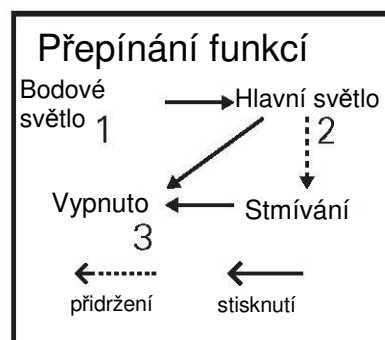 Přepínání funkcí
Bodové
světlo 1
Hlavní světlo
2
Vypnuto
3
Stmívání
přidržení
stisknutí